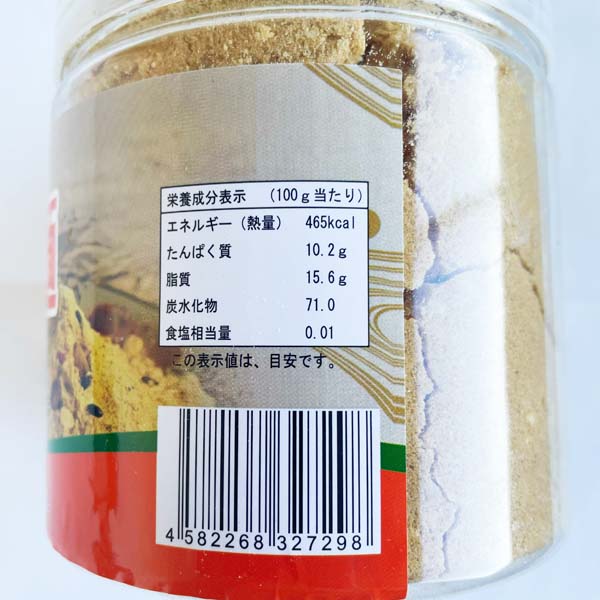 栄養成分表示 (100g当たり)
エネルギー(熱量) 465kcal
たんぱく質 10.2g
脂質 15.6g
炭水化物 71.0
食塩相当量 0.01
この表示値は、目安です。
4 582268 327298